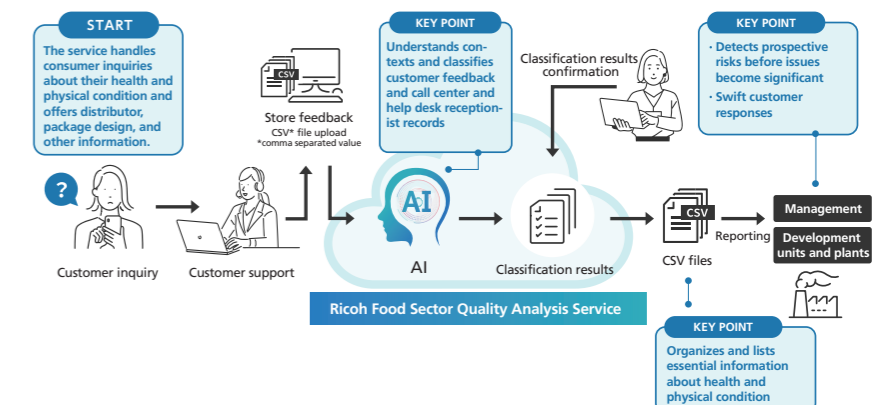 START
The service handles
consumer inquiries
about their health and
physical condition and
offers distributor,
package design, and
other information.
?
Customer inquiry
Customer support
CSV
Store feedback
CSV* file upload
*comma separated value
KEY POINT
Understands con-
texts and classifies
customer feedback
and call center and
help desk reception-
ist records
AI
AI
Classification results
confirmation
Classification results
Ricoh Food Sector Quality Analysis Service
CSV
CSV files
Reporting
KEY POINT
· Detects prospective
risks before issues
become significant
· Swift customer
responses
Management
Development
units and plants
KEY POINT
Organizes and lists
essential information
about health and
physical condition